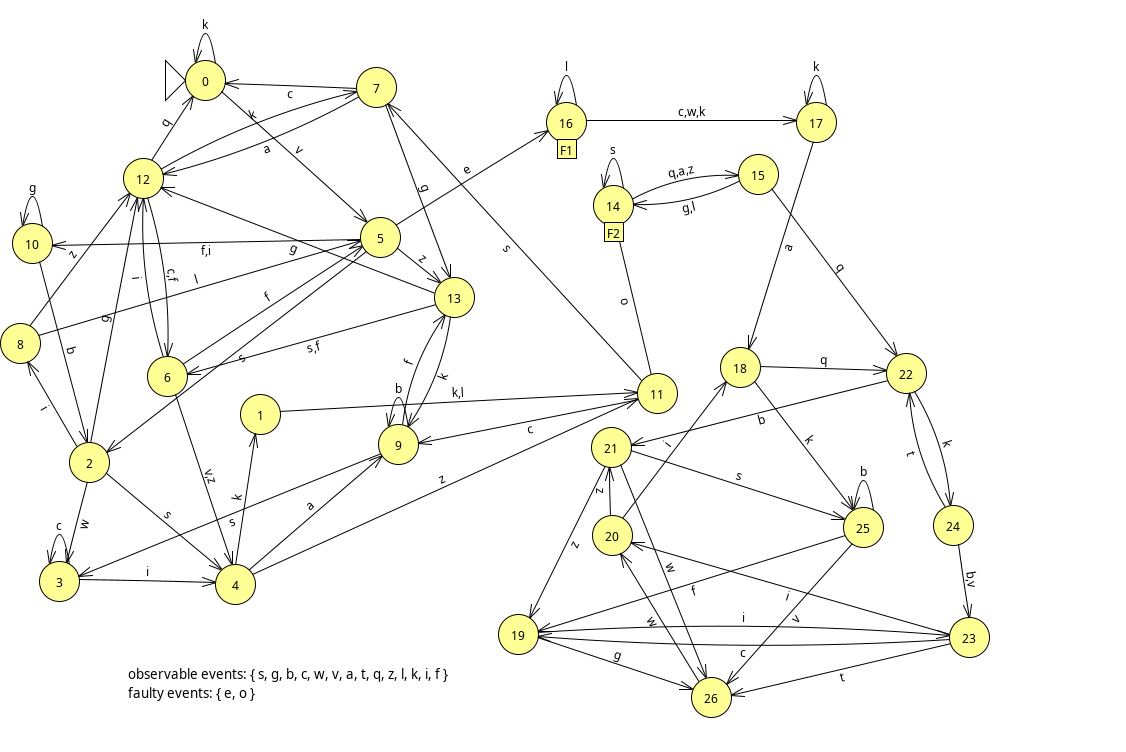 k
0
7
c
l
16
F1
c,w,k
k
17
q
k
v
a
12
e
s
14
F2
q,a,z
15
g,l
g
g
10
z
5
f,i
z
g
s
a
q
i
c,f
l
f
13
o
8
g
b
6
s
s,f
f
k
18
q
22
i
1
k,l
11
b
k
b
9
c
21
b
k
t
2
s
v,z
k
a
z
i
s
z
25
24
w
c
s
20
w
f
i
b,v
3
i
4
z
v
19
w
i
c
23
g
t
26
observable events: { s, g, b, c, w, v, a, t, q, z, l, k, i, f }
faulty events: { e, o }